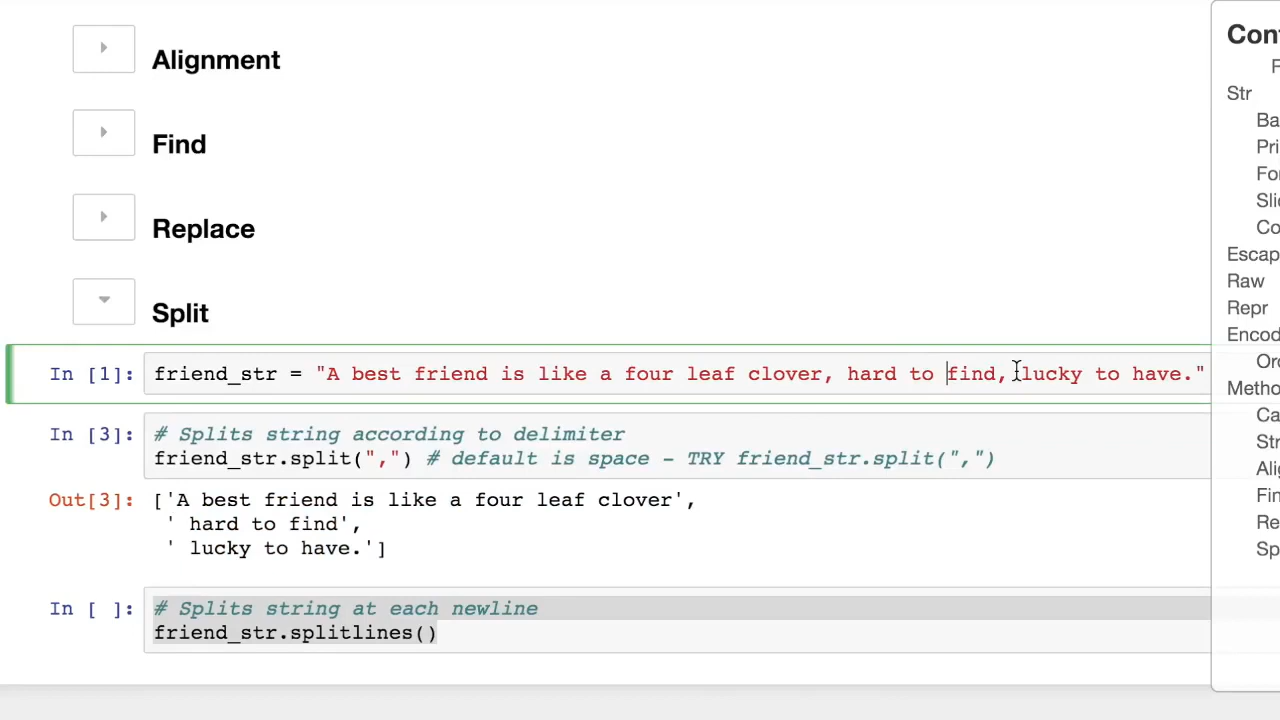 Alignment
Find
Replace
Split
In [1]: friend_str = "A best friend is like a four leaf clover, hard to find, lucky to have."
In [3]: # Splits string according to delimiter
friend_str.split(",") # default is space - TRY friend_str.split(",")
Out[3]: ['A best friend is like a four leaf clover',
' hard to find',
' lucky to have.']
In [ ]: # Splits string at each newline
friend_str.splitlines()
Str
Escap
Raw
Repr
Encod
Metho